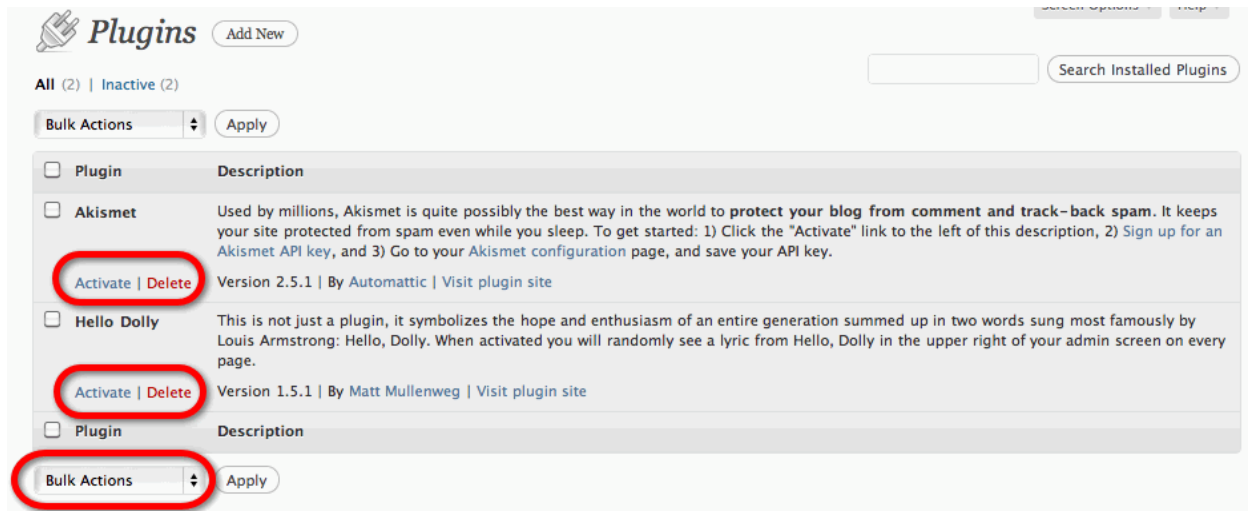 Screen Options Help
Plugins Add New
Search Installed Plugins
All (2) | Inactive (2)
Bulk Actions Apply
Plugin Description
Akismet Used by millions, Akismet is quite possibly the best way in the world to protect your blog from comment and track-back spam. It keeps
your site protected from spam even while you sleep. To get started: 1) Click the "Activate" link to the left of this description, 2) Sign up for an
Akismet API key, and 3) Go to your Akismet configuration page, and save your API key.
Activate | Delete Version 2.5.1 | By Automattic | Visit plugin site
Hello Dolly This is not just a plugin, it symbolizes the hope and enthusiasm of an entire generation summed up in two words sung most famously by
Louis Armstrong: Hello, Dolly. When activated you will randomly see a lyric from Hello, Dolly in the upper right of your admin screen on every
page.
Activate | Delete Version 1.5.1 | By Matt Mullenweg | Visit plugin site
Plugin Description
Bulk Actions Apply